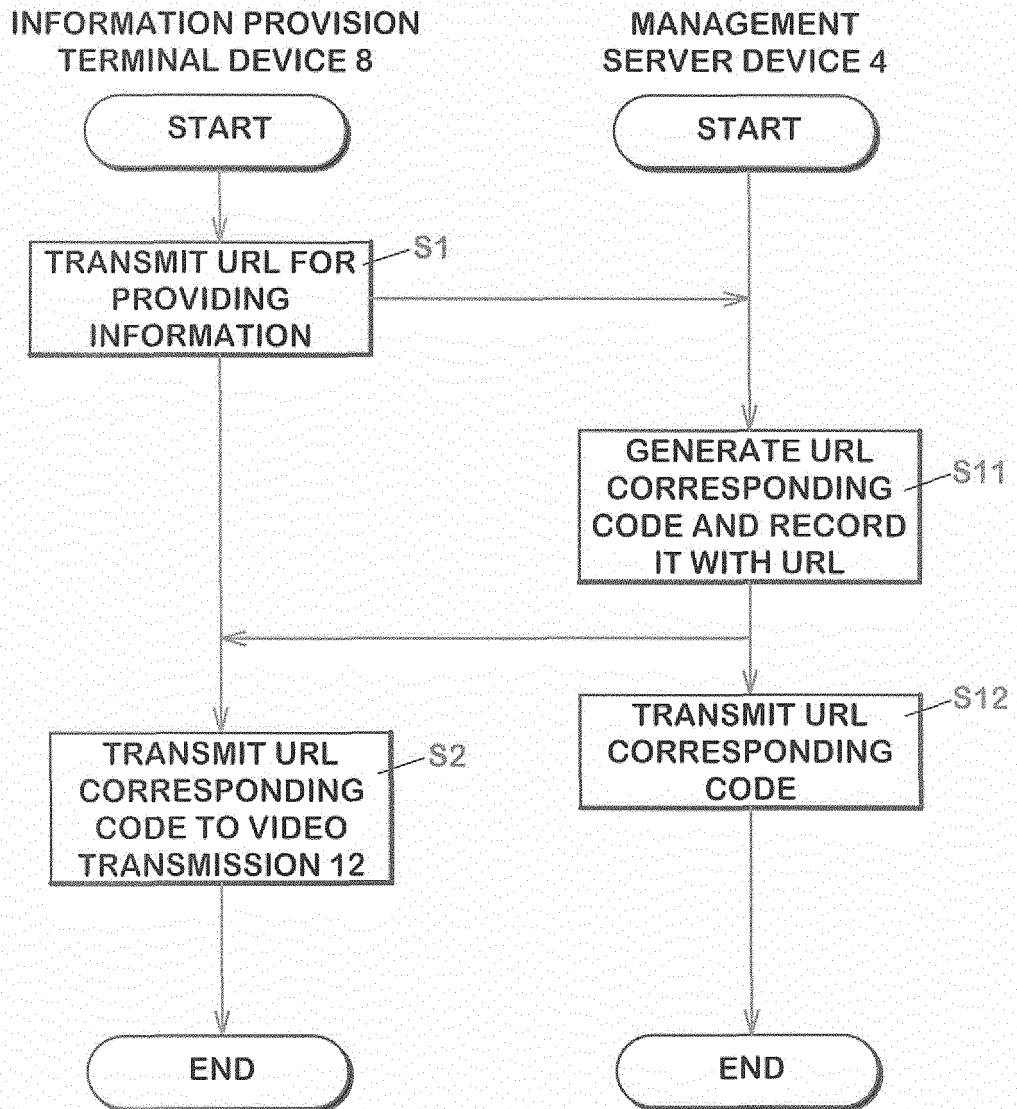 INFORMATION PROVISION
TERMINAL DEVICE 8
MANAGEMENT
SERVER DEVICE 4
START
START
TRANSMIT URL FOR
PROVIDING
INFORMATION
S1
GENERATE URL
CORRESPONDING
CODE AND RECORD
IT WITH URL
S11
TRANSMIT URL
CORRESPONDING
CODE
S12
TRANSMIT URL
CORRESPONDING
CODE TO VIDEO
TRANSMISSION 12
S2
END
END